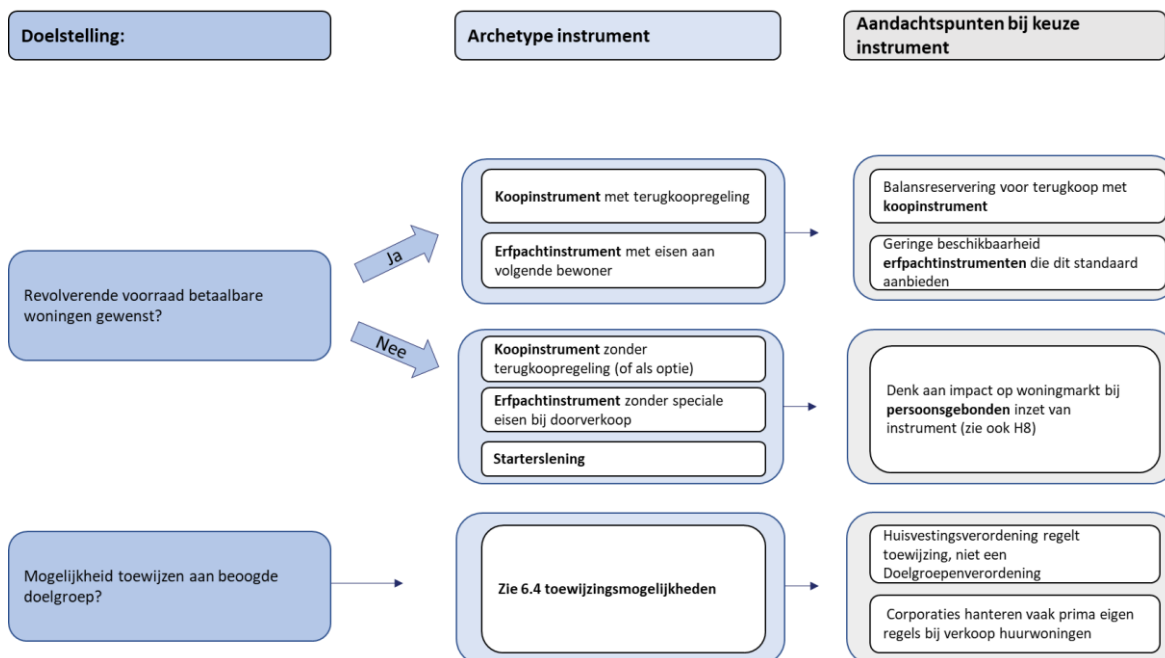 Doelstelling:
Archetype instrument
Aandachtspunten bij keuze
instrument
Revolverende voorraad betaalbare
woningen gewenst?
Ja
Koopinstrument met terugkoopregeling
Erfpachtinstrument met eisen aan
volgende bewoner
Balansreservering voor terugkoop met
koopinstrument
Geringe beschikbaarheid
erfpachtinstrumenten die dit standaard
aanbieden
Nee
Koopinstrument zonder
terugkoopregeling (of als optie)
Erfpachtinstrument zonder speciale
eisen bij doorverkoop
Starterslening
Denk aan impact op woningmarkt bij
persoonsgebonden inzet van
instrument (zie ook H8)
Mogelijkheid toewijzen aan beoogde
doelgroep?
Zie 6.4 toewijzingsmogelijkheden
Huisvestingsverordening regelt
toewijzing, niet een
Doelgroepenverordening
Corporaties hanteren vaak prima eigen
regels bij verkoop huurwoningen